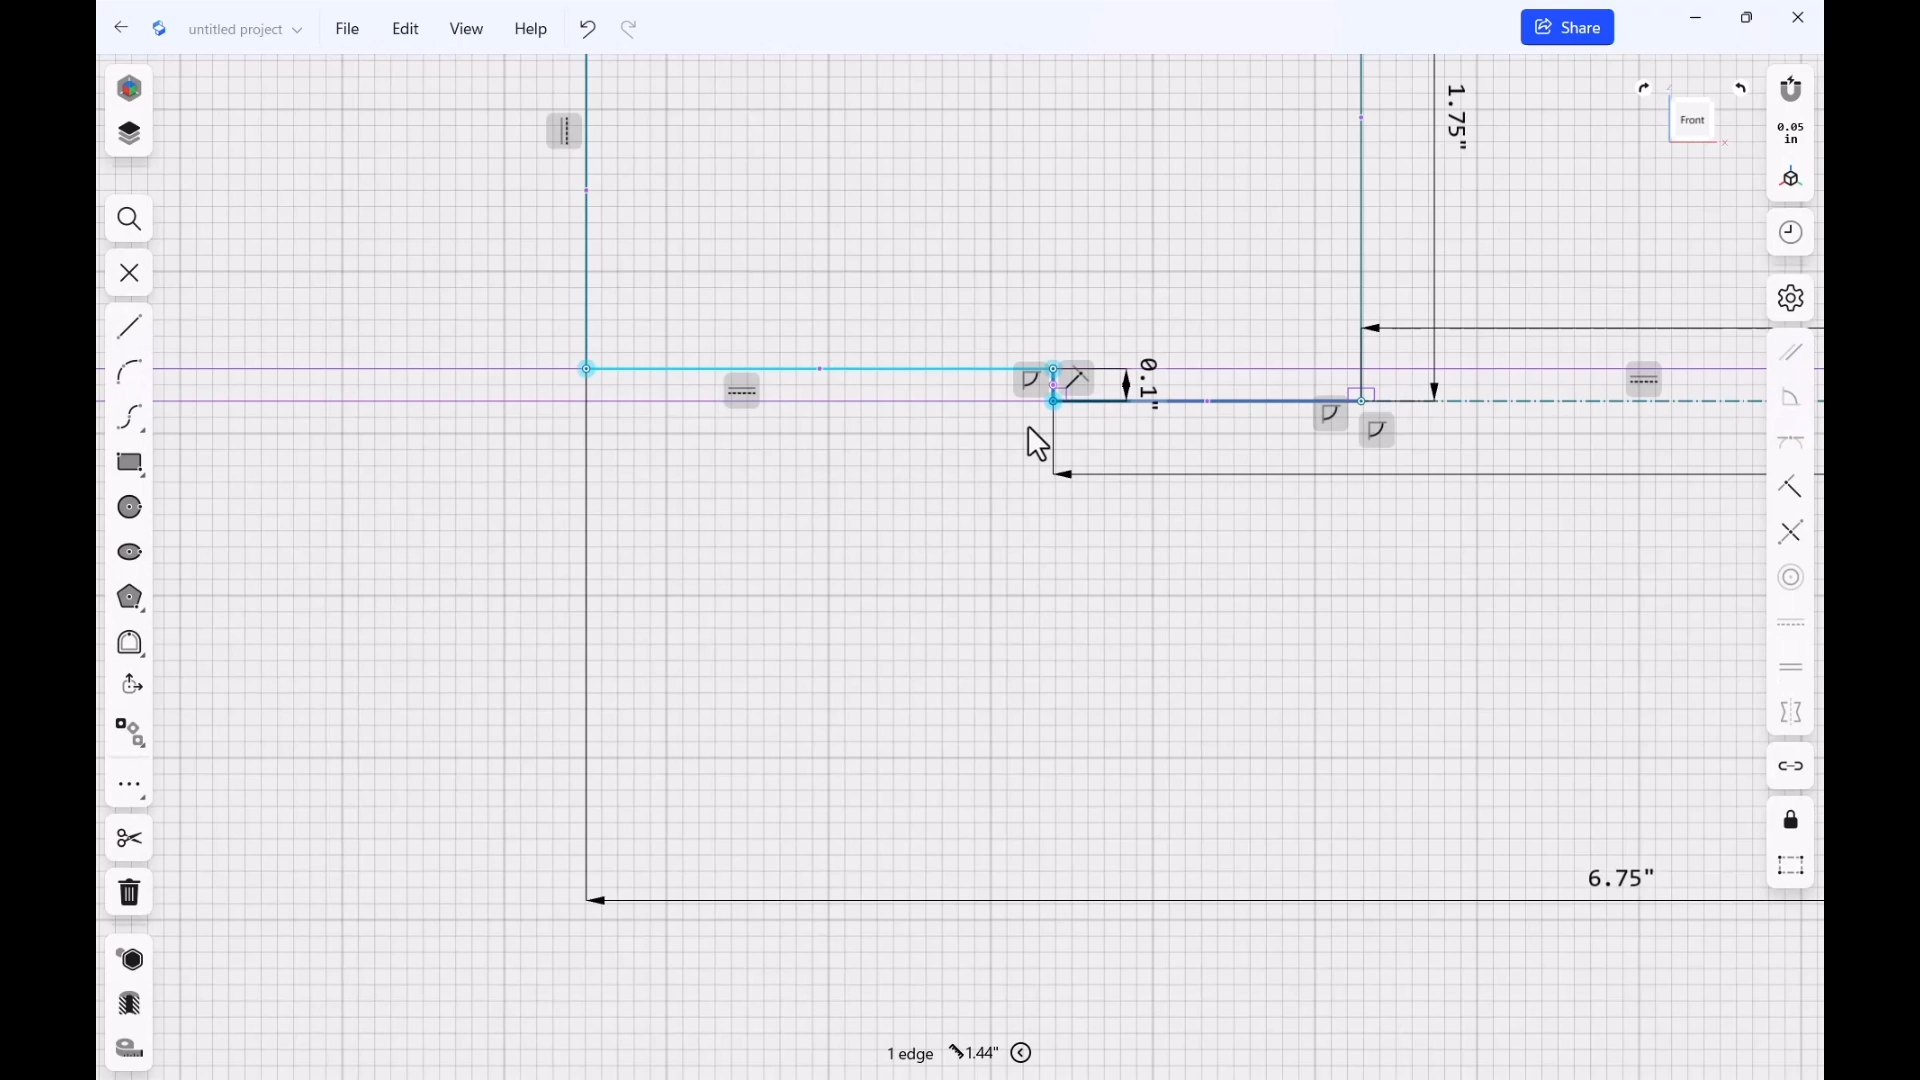 untitled project
File
Edit
View
Help
Share
1.75"
Front
z
x
0.05
in
0.1"
6.75"
1 edge
1.44"